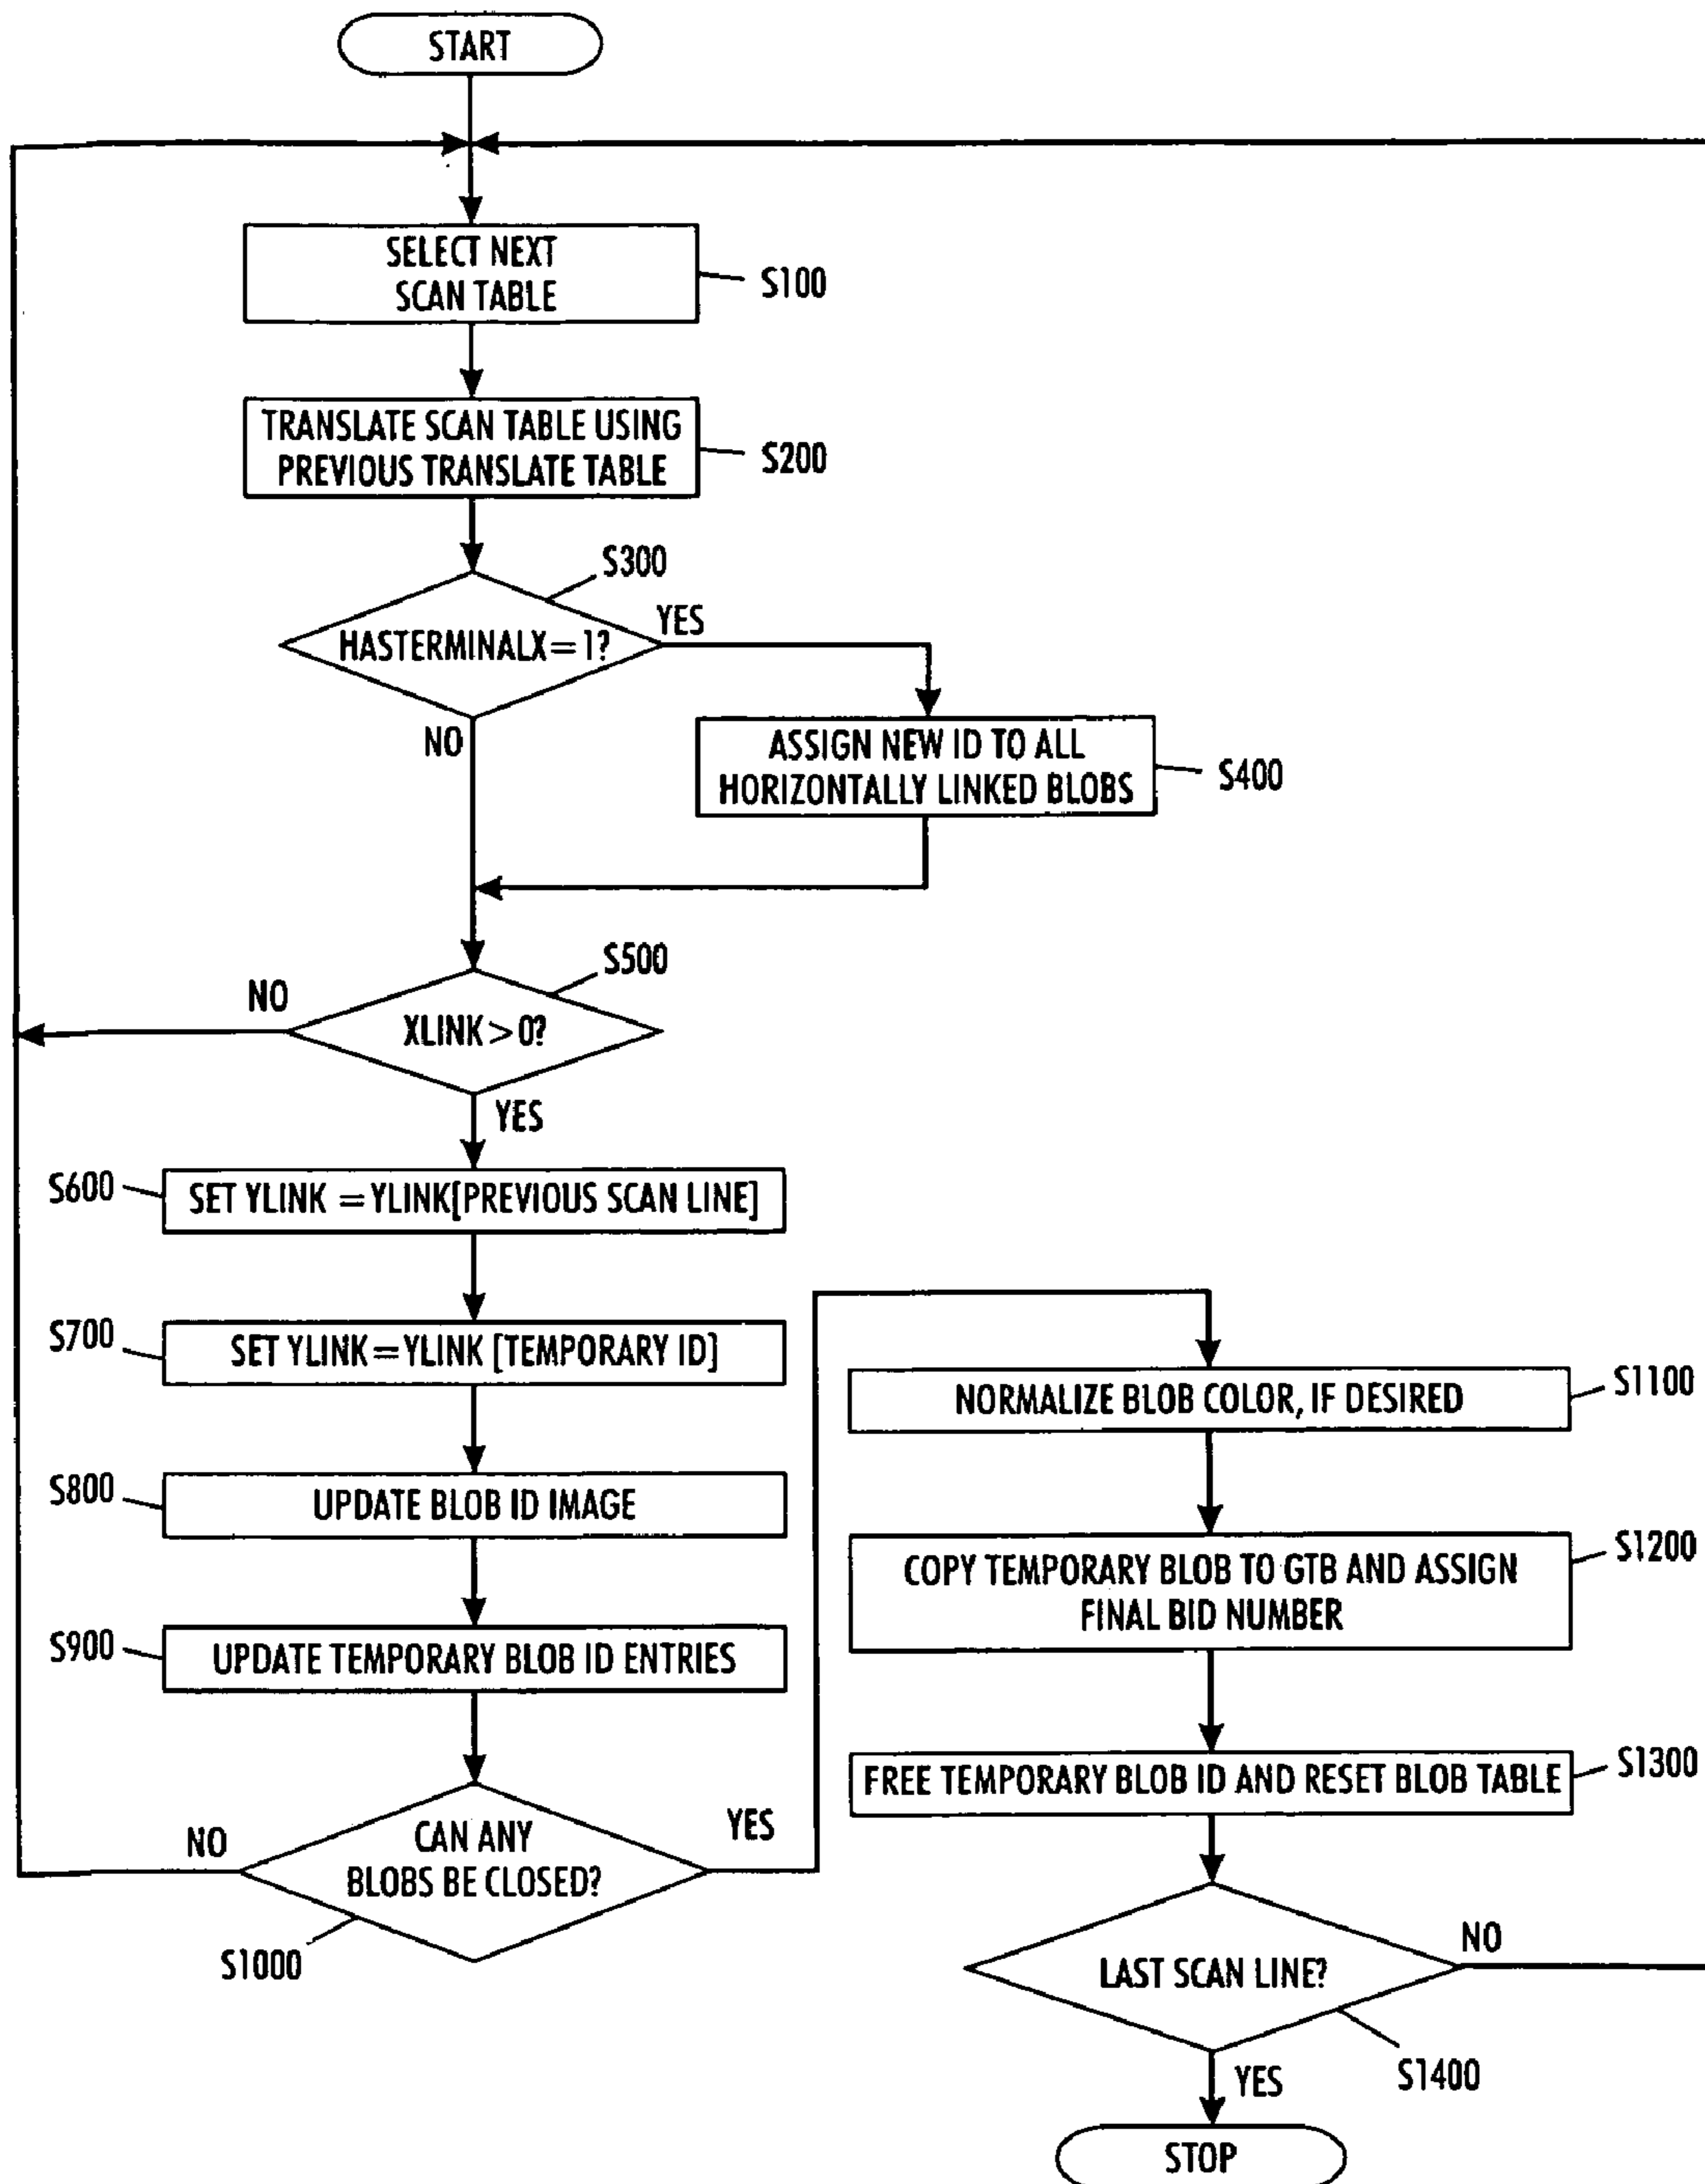 START
SELECT NEXT
SCAN TABLE
S100
TRANSLATE SCAN TABLE USING
PREVIOUS TRANSLATE TABLE
S200
S300
HASTERMINALX=1?
YES
NO
ASSIGN NEW ID TO ALL
HORIZONTALLY LINKED BLOBS
S400
S500
NO
XLINK>0?
YES
S600
SET YLINK =YLINK[PREVIOUS SCAN LINE]
S700
SET YLINK=YLINK [TEMPORARY ID]
S800
UPDATE BLOB ID IMAGE
S900
UPDATE TEMPORARY BLOB ID ENTRIES
NO
CAN ANY
BLOBS BE CLOSED?
YES
S1000
NORMALIZE BLOB COLOR, IF DESIRED
S1100
COPY TEMPORARY BLOB TO GTB AND ASSIGN
FINAL BID NUMBER
S1200
FREE TEMPORARY BLOB ID AND RESET BLOB TABLE
S1300
LAST SCAN LINE?
NO
S1400
YES
STOP